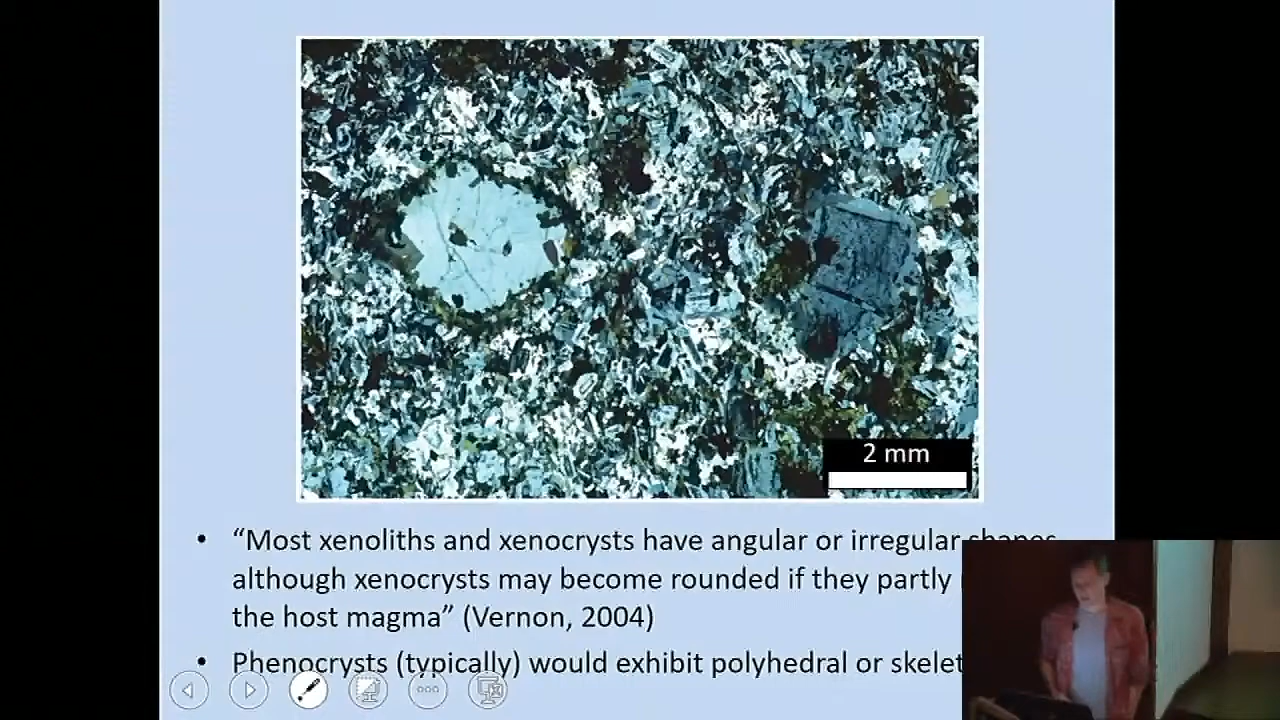 2 mm
• “Most xenoliths and xenocrysts have angular or irregular shapes
although xenocrysts may become rounded if they partly
the host magma” (Vernon, 2004)
• Phenocrysts (typically) would exhibit polyhedral or